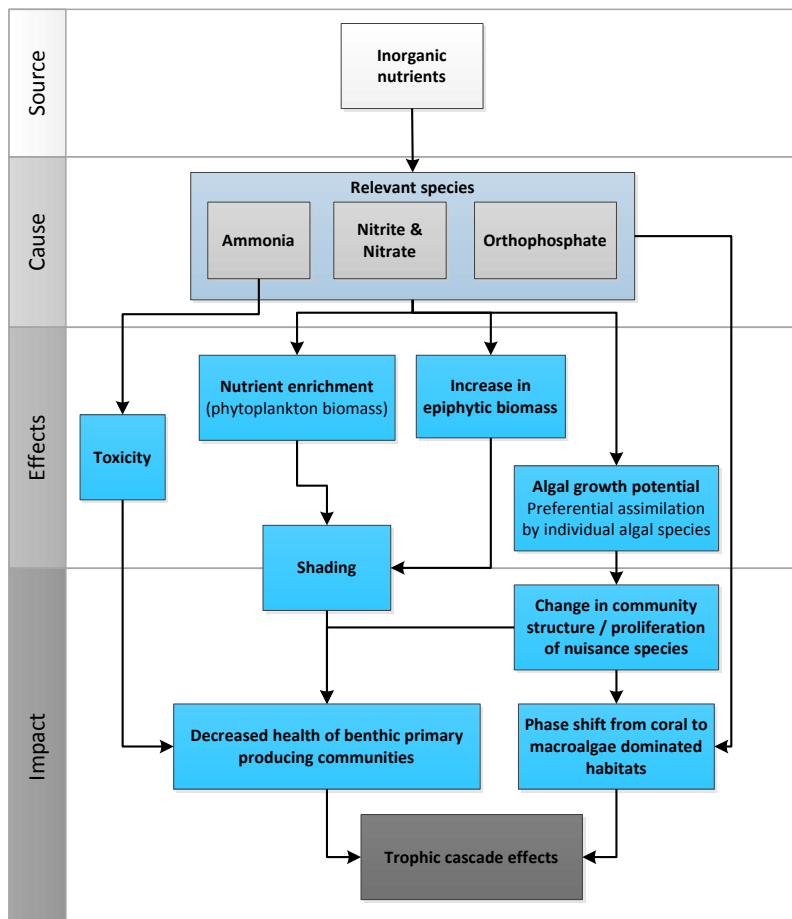 Source
Inorganic
nutrients
Cause
Relevant species
Ammonia
Nitrite &
Nitrate
Orthophosphate
Effects
Nutrient enrichment
(phytoplankton biomass)
Increase in
epiphytic biomass
Toxicity
Algal growth potential
Preferential assimilation
by individual algal species
Shading
Impact
Change in community
structure / proliferation
of nuisance species
Decreased health of benthic primary
producing communities
Phase shift from coral to
macroalgae dominated
habitats
Trophic cascade effects